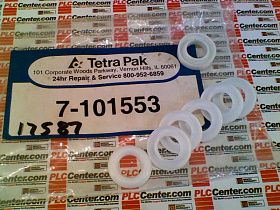 Tetra Pak
101 Corporate Woods Parkway, Vernon Hills, IL 60061
24hr Repair & Service 800-952-6859
7-101553
17587
PLCCenter.com